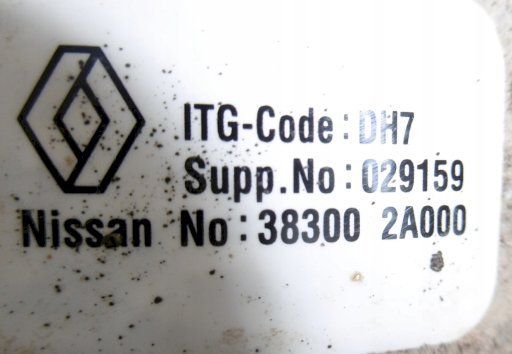 ITG-Code: DH7
Supp.No: 029159
Nissan No: 38300 2A000